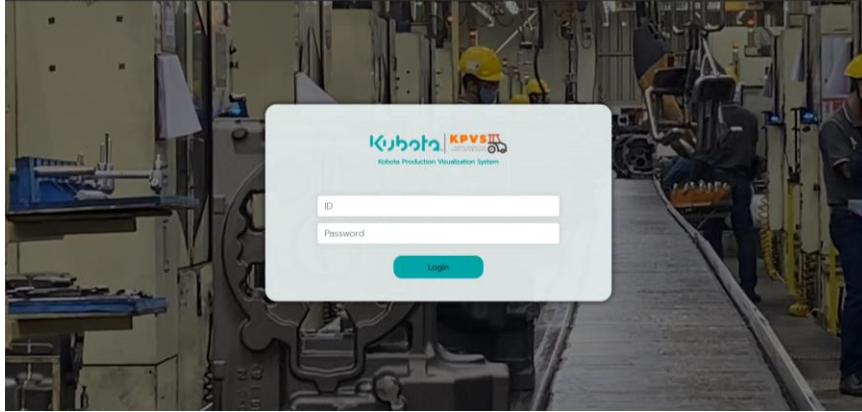 Kubota KPVS
Kubota Production Visualization System
ID
Password
Login